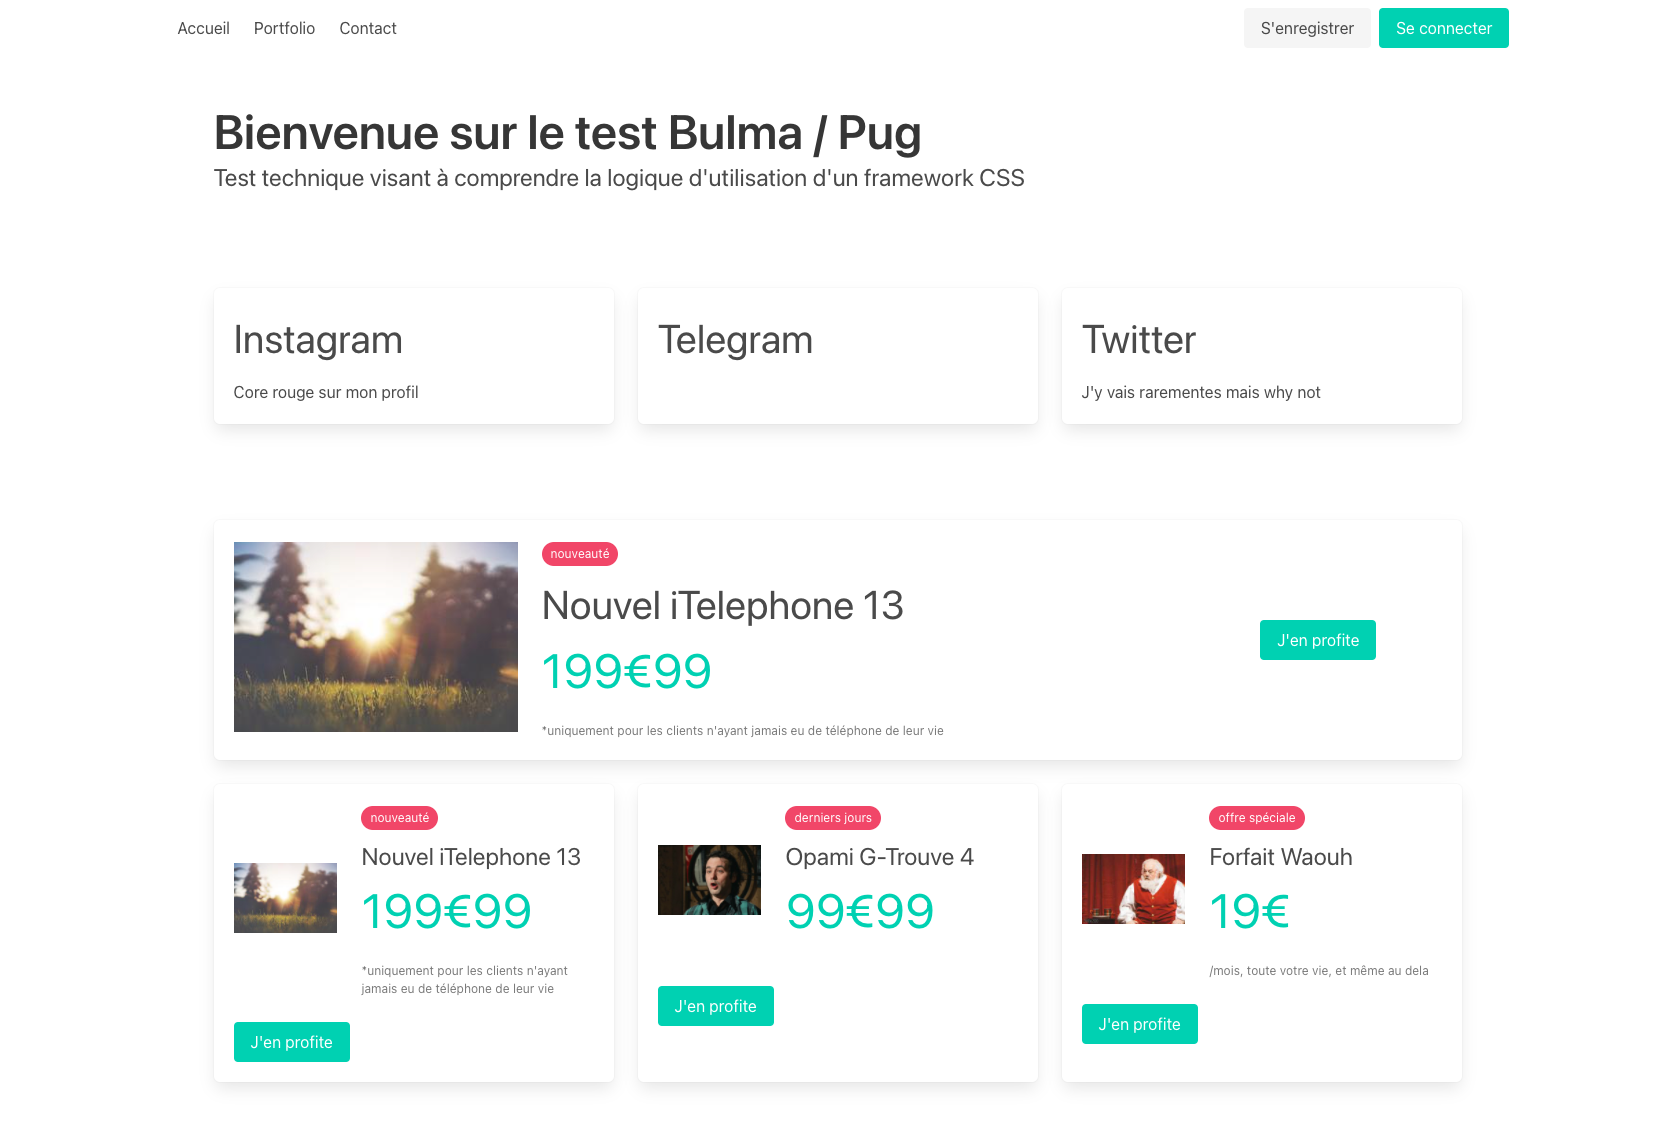 Accueil Portfolio Contact S'enregistrer Se connecter
Bienvenue sur le test Bulma / Pug
Test technique visant à comprendre la logique d'utilisation d'un framework CSS
Instagram
Core rouge sur mon profil
Telegram
Twitter
J'y vais rarementes mais why not
nouveauté
Nouvel iTelephone 13
199€99
*uniquement pour les clients n'ayant jamais eu de téléphone de leur vie
J'en profite
nouveauté
Nouvel iTelephone 13
199€99
*uniquement pour les clients n'ayant
jamais eu de téléphone de leur vie
J'en profite
derniers jours
Opami G-Trouve 4
99€99
J'en profite
offre spéciale
Forfait Waouh
19€
/mois, toute votre vie, et même au dela
J'en profite